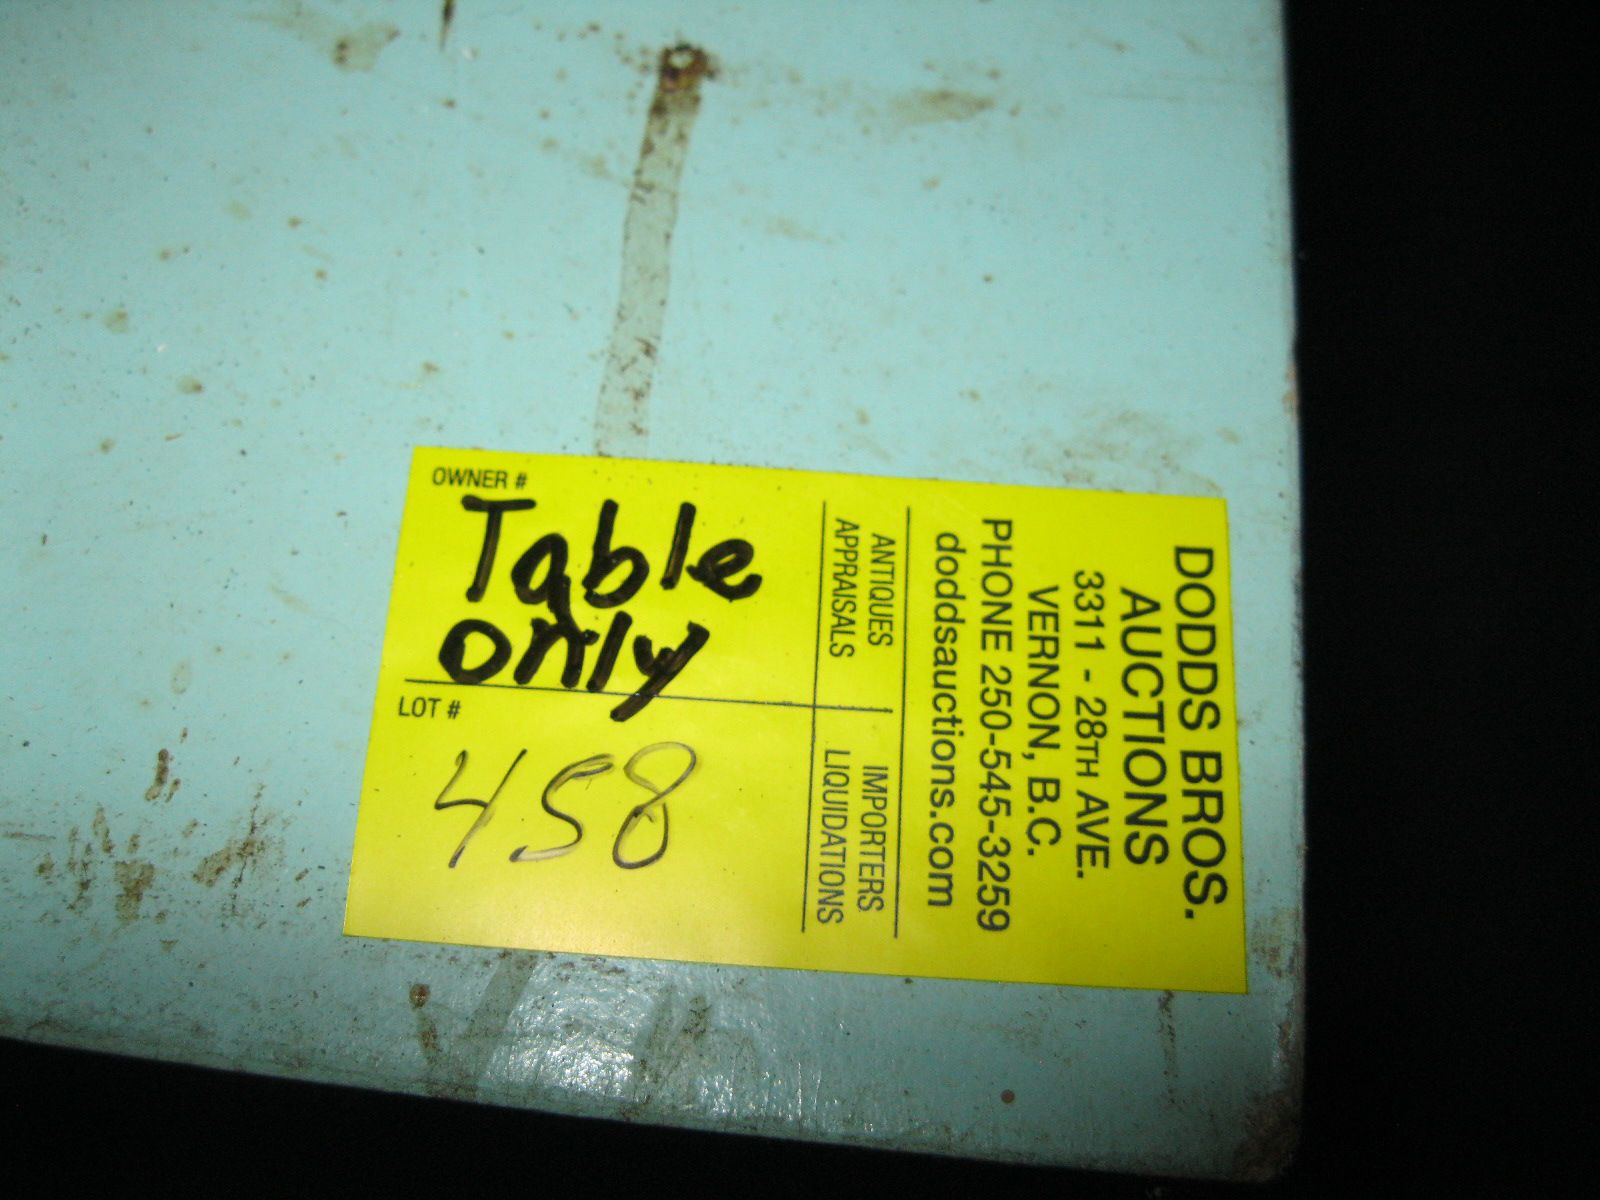 OWNER #
Table
only
LOT #
458
ANTIQUES
APPRAISALS
IMPORTERS
LIQUIDATIONS
DODDS BROS.
AUCTIONS
3311 - 28TH AVE.
VERNON, B.C.
PHONE 250-545-3259
doddsauctions.com